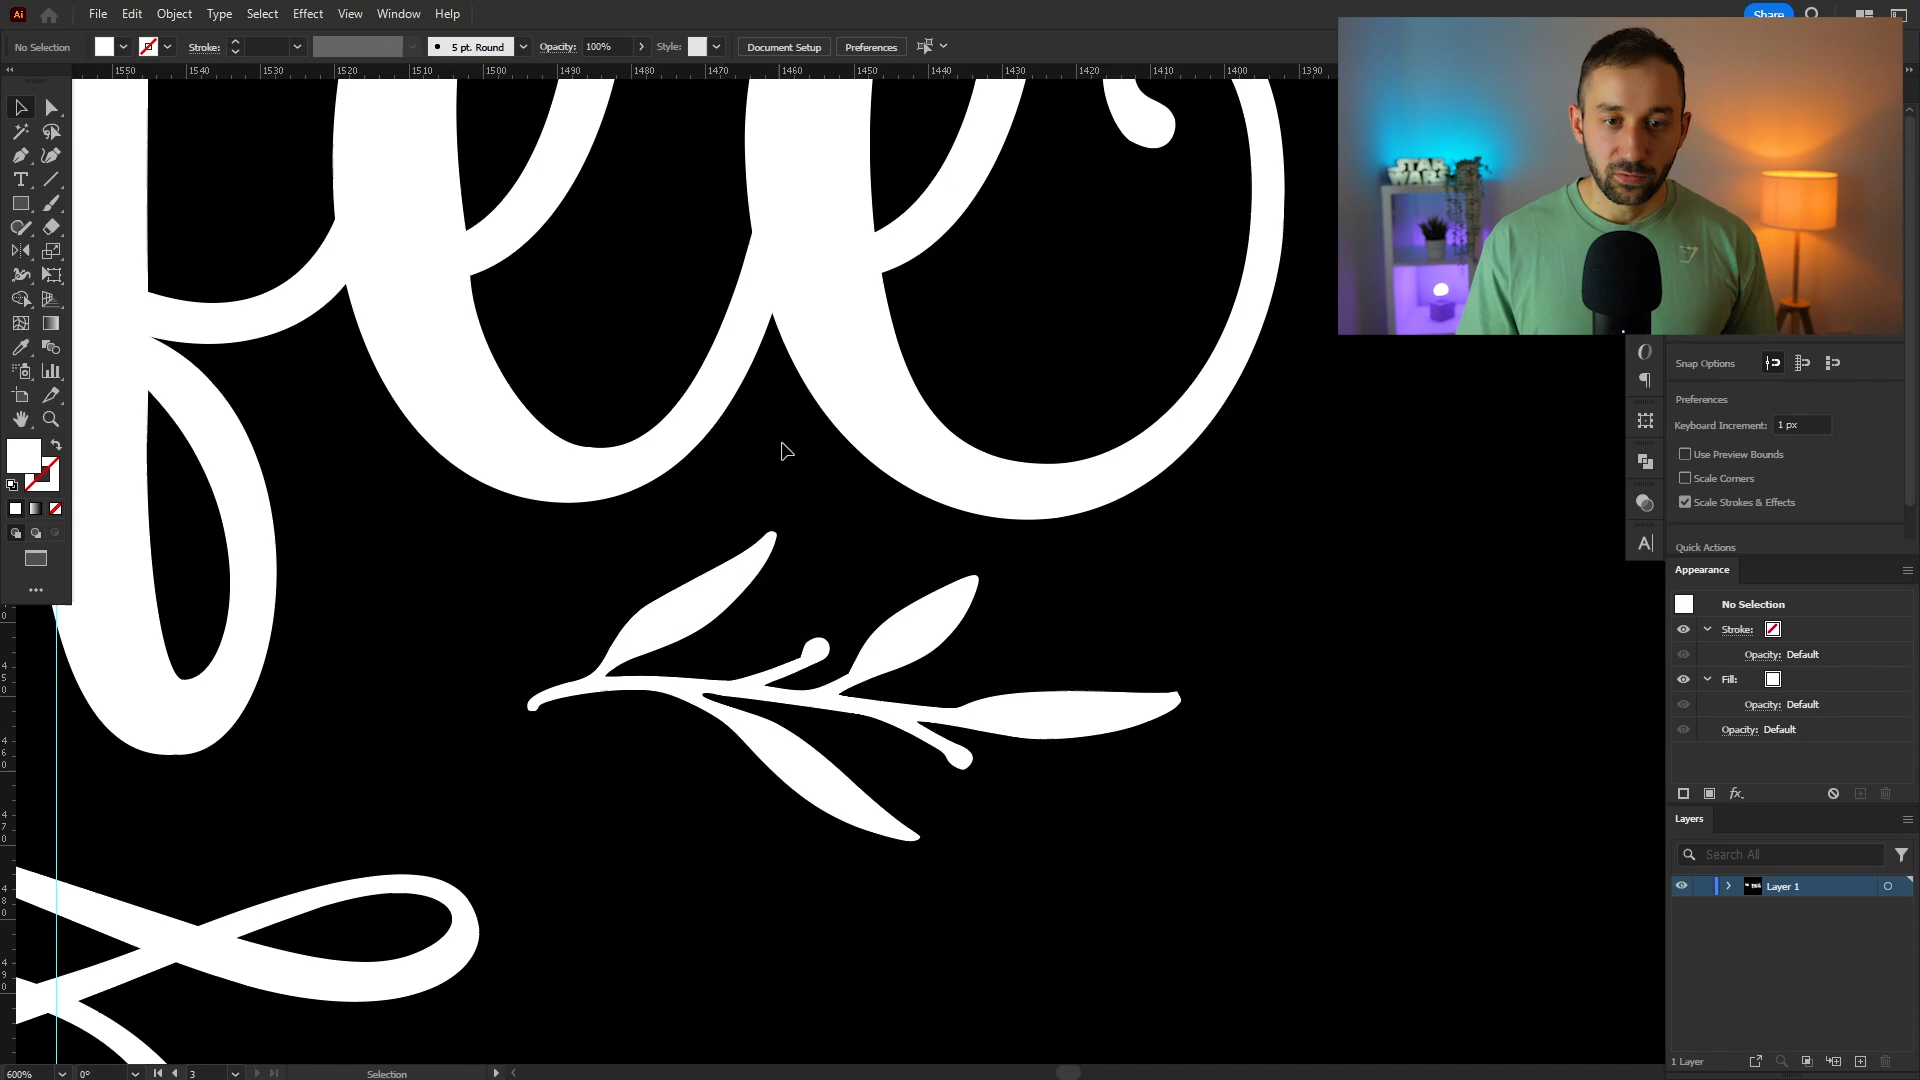 Ai File Edit Object Type Select Effect View Window Help
Share
No Selection Stroke: 5 pt. Round Opacity: 100% Style: Document Setup Preferences
1550 1540 1530 1520 1510 1500 1490 1480 1470 1460 1450 1440 1430 1420 1410 1400 1390
STAR
WARS
Snap Options
Preferences
Keyboard Increment: 1 px
Use Preview Bounds
Scale Corners
Scale Strokes & Effects
Quick Actions
Appearance
No Selection
Stroke:
Opacity: Default
Fill:
Opacity: Default
Opacity: Default
fx
Layers
Search All
Layer 1
1 Layer
600% 0° 3 Selection